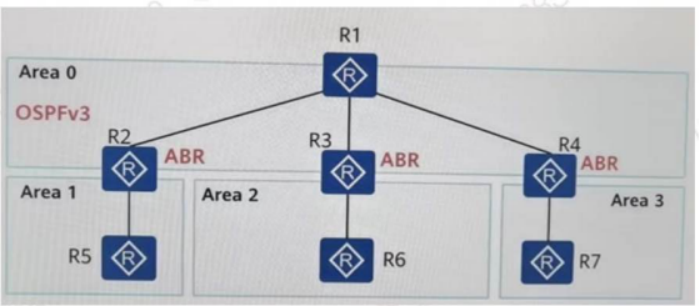 R1
Area 0
OSPFv3
R2
ABR
R3
ABR
R4
ABR
Area 1
Area 2
Area 3
R5
R6
R7
R
R
R
R
R
R
R